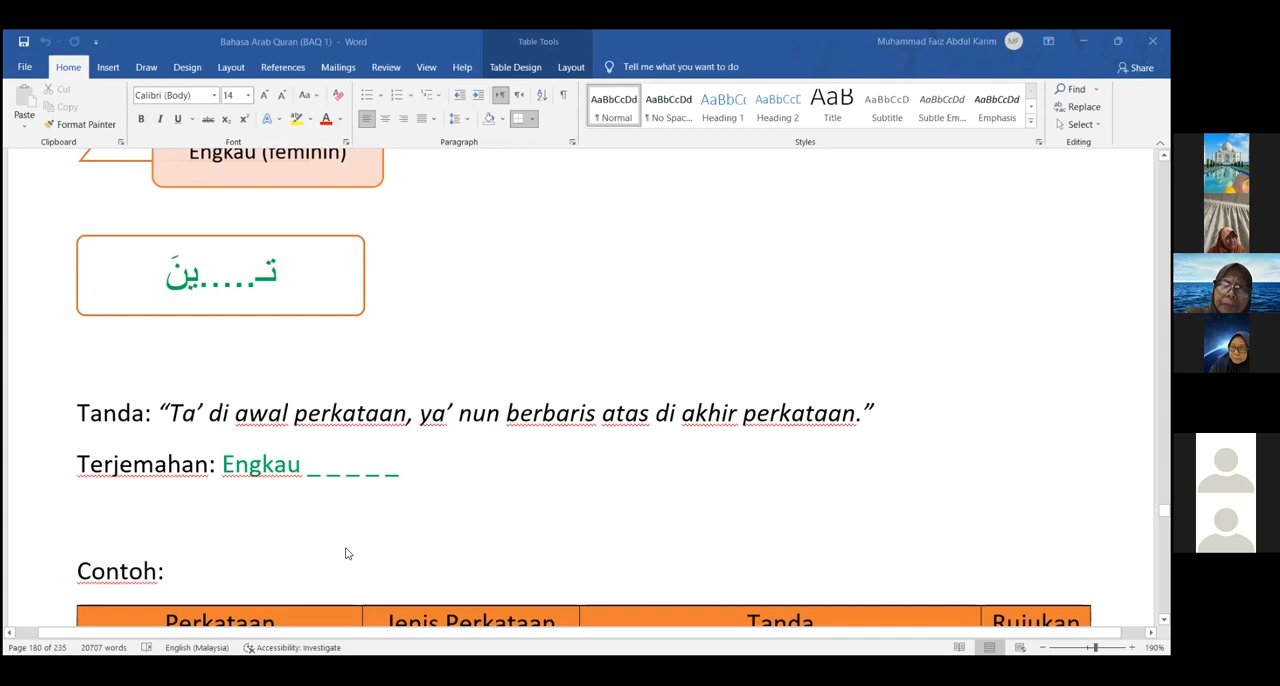 Bahasa Arab Quran (BAQ 1) - Word
Table Tools
Muhammad Faiz Abdul Karim
MF
File Home Insert Draw Design Layout References Mailings Review View Help Table Design Layout Tell me what you want to do Share
Paste
Cut
Copy
Format Painter
Calibri (Body) 14
AaBbCcDd AaBbCcDd AaBbCc AaBbCcD AaB AaBbCcD AaBbCcDd AaBbCcDd
¶ Normal ¶ No Spac... Heading 1 Heading 2 Title Subtitle Subtle Em... Emphasis
Find
Replace
Select
Clipboard Font Paragraph Styles Editing
Engkau (feminin)
تـ.....ينَ
Tanda: “Ta’ di awal perkataan, ya’ nun berbaris atas di akhir perkataan.”
Terjemahan: Engkau _ _ _ _ _
Contoh:
Perkataan Jenis Perkataan Tanda Rujukan
Page 180 of 235 20707 words English (Malaysia) Accessibility: Investigate 190%